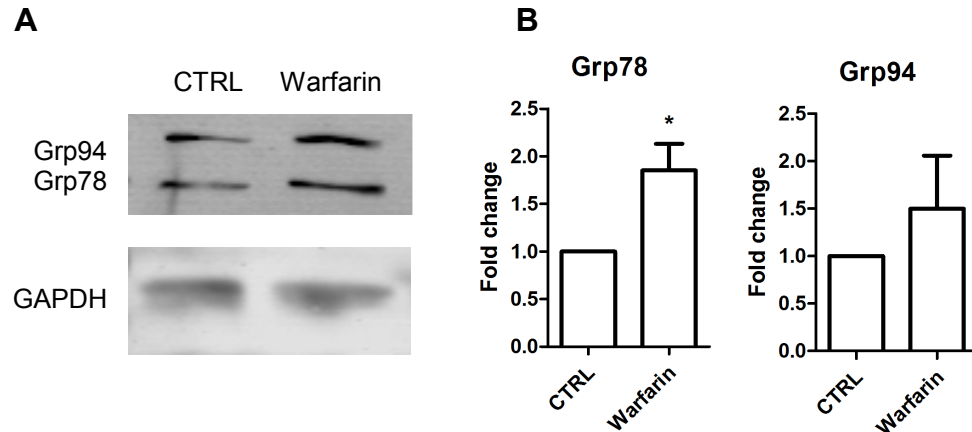 A
CTRL Warfarin
Grp94
Grp78
GAPDH
B
Grp78
Fold change
2.5
2.0
1.5
1.0
0.5
0.0
*
CTRL
Warfarin
Grp94
Fold change
2.5
2.0
1.5
1.0
0.5
0.0
CTRL
Warfarin